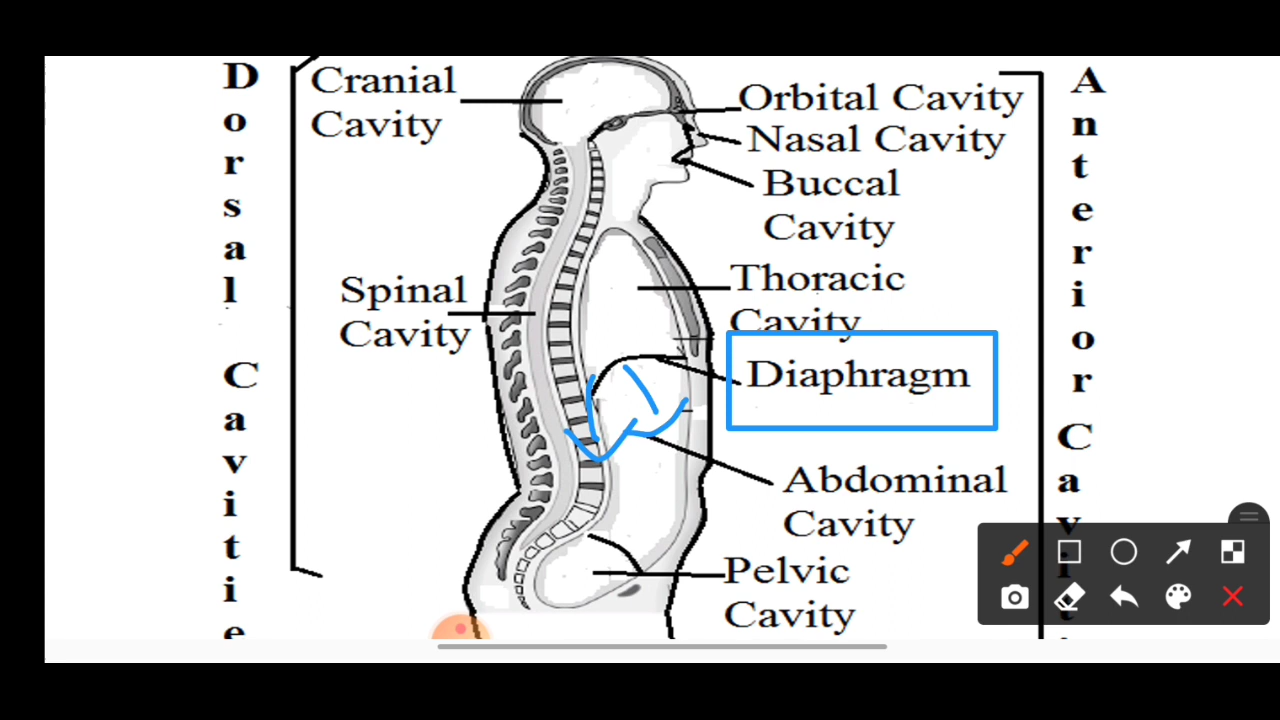 Dorsal Cavitie
Cranial
Cavity
Spinal
Cavity
Orbital Cavity
Nasal Cavity
Buccal
Cavity
Thoracic
Cavity
Diaphragm
Abdominal
Cavity
Pelvic
Cavity
Anterior Cav